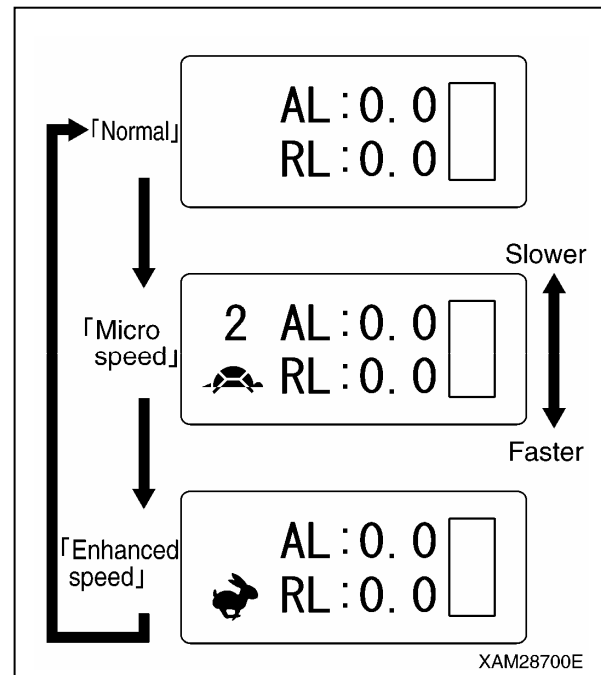 AL:0.0
「Normal」
RL:0.0
Slower
「Micro
speed」
2 AL:0.0
RL:0.0
Faster
「Enhanced
speed」
AL:0.0
RL:0.0
XAM28700E